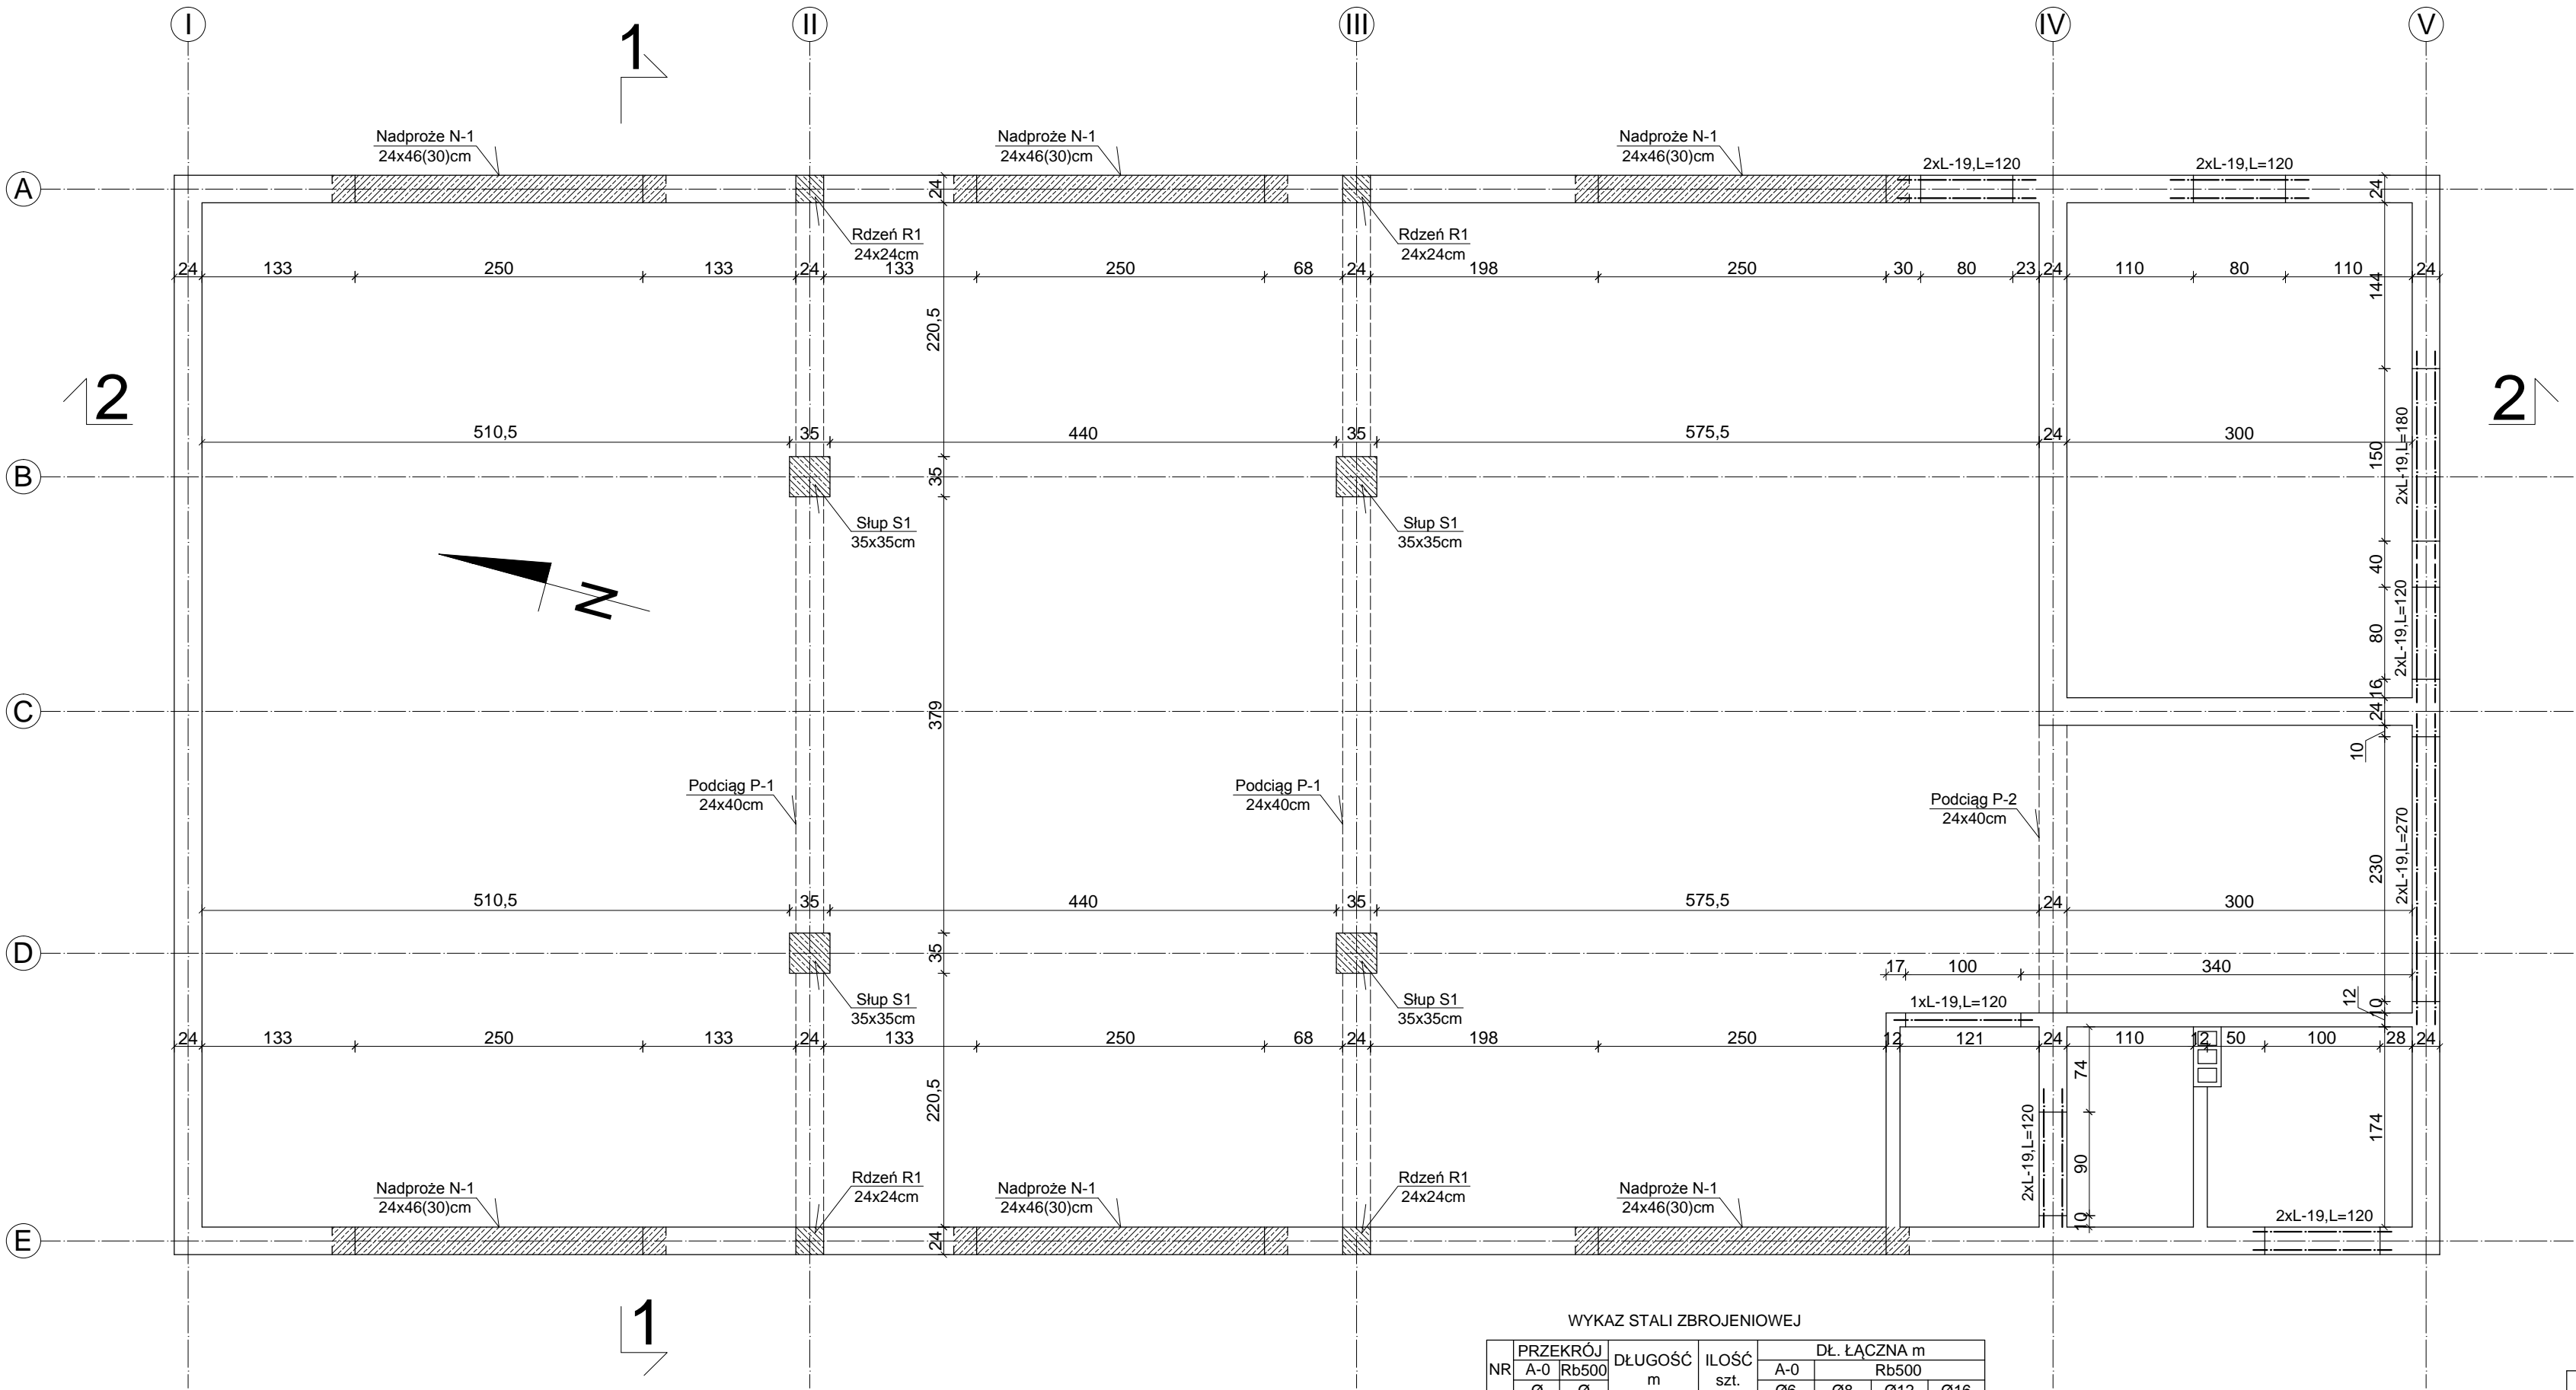 I II III IV V
1
Nadproże N-1
24x46(30)cm
Nadproże N-1
24x46(30)cm
Nadproże N-1
24x46(30)cm
2xL-19,L=120
2xL-19,L=120
A
24
24
Rdzeń R1
24x24cm
Rdzeń R1
24x24cm
24 133 250 133 24 133 250 68 24 198 250 30 80 23 24 110 80 110 24
144
220,5
2
2
510,5 35 440 35 575,5 24 300
150
2xL-19,L=180
B
35
Słup S1
35x35cm
Słup S1
35x35cm
N
40
80
2xL-19,L=120
16
C
379
24
10
Podciąg P-1
24x40cm
Podciąg P-1
24x40cm
Podciąg P-2
24x40cm
230
2xL-19,L=270
510,5 35 440 35 575,5 24 300
D
35
17 100 340
Słup S1
35x35cm
Słup S1
35x35cm
1xL-19,L=120
12
10
24 133 250 133 24 133 250 68 24 198 250 12 121 24 110 12 50 100 28 24
74
220,5
174
2xL-19,L=120
90
Rdzeń R1
24x24cm
Rdzeń R1
24x24cm
Nadproże N-1
24x46(30)cm
Nadproże N-1
24x46(30)cm
Nadproże N-1
24x46(30)cm
10
2xL-19,L=120
E
24
1
WYKAZ STALI ZBROJENIOWEJ
NR PRZEKRÓJ DŁUGOŚĆ m ILOŚĆ szt. DŁ. ŁĄCZNA m
A-0 Rb500 A-0 Rb500
Ø Ø Ø6 Ø8 Ø12 Ø16